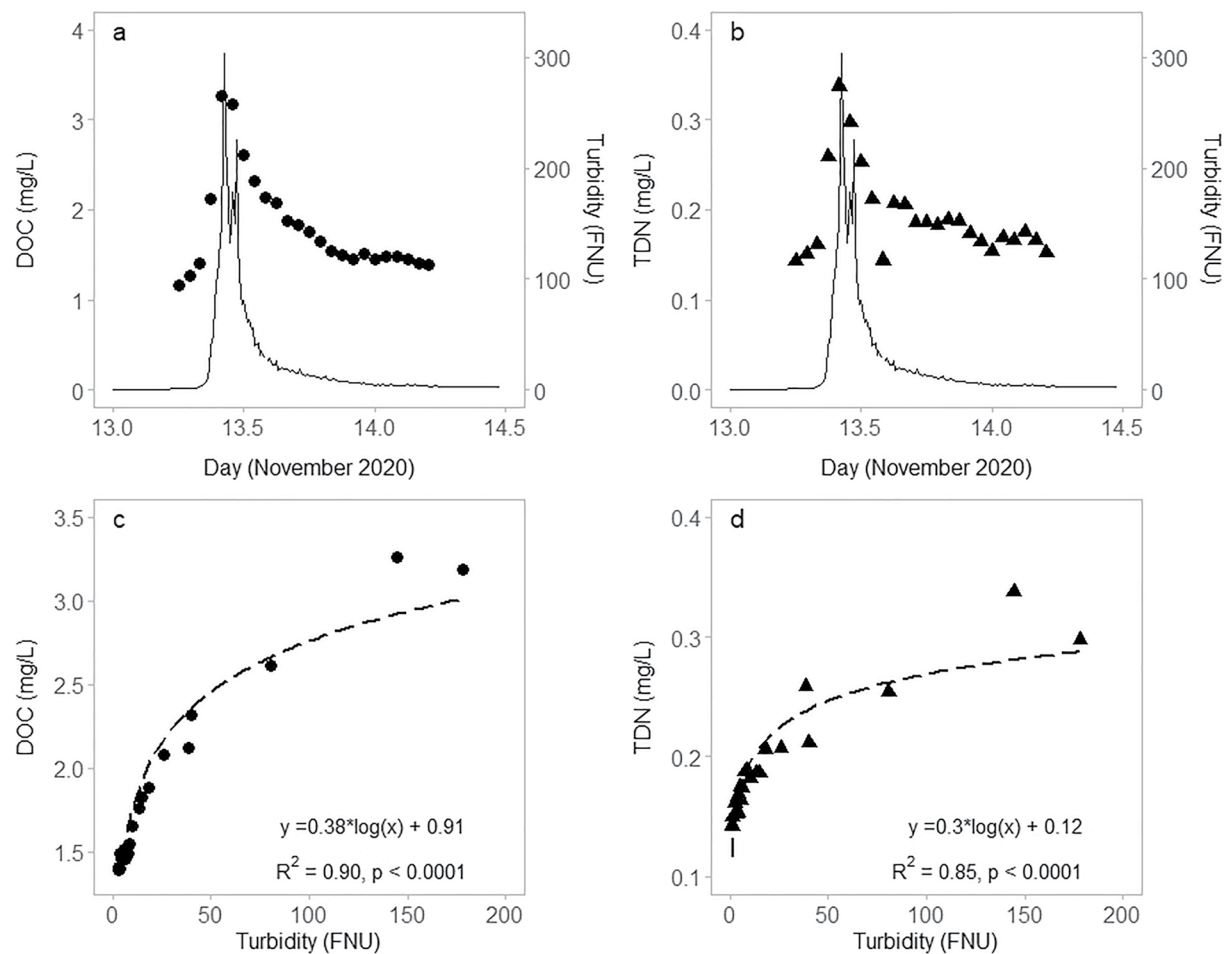 a
b
4
3
2
1
0
DOC (mg/L)
300
200
100
0
Turbidity (FNU)
13.0 13.5 14.0 14.5
Day (November 2020)
0.4
0.3
0.2
0.1
0.0
TDN (mg/L)
300
200
100
0
Turbidity (FNU)
13.0 13.5 14.0 14.5
Day (November 2020)
c
3.5
3.0
2.5
2.0
1.5
DOC (mg/L)
y =0.38*log(x) + 0.91
R² = 0.90, p < 0.0001
0 50 100 150 200
Turbidity (FNU)
d
0.4
0.3
0.2
0.1
TDN (mg/L)
y =0.3*log(x) + 0.12
R² = 0.85, p < 0.0001
0 50 100 150 200
Turbidity (FNU)